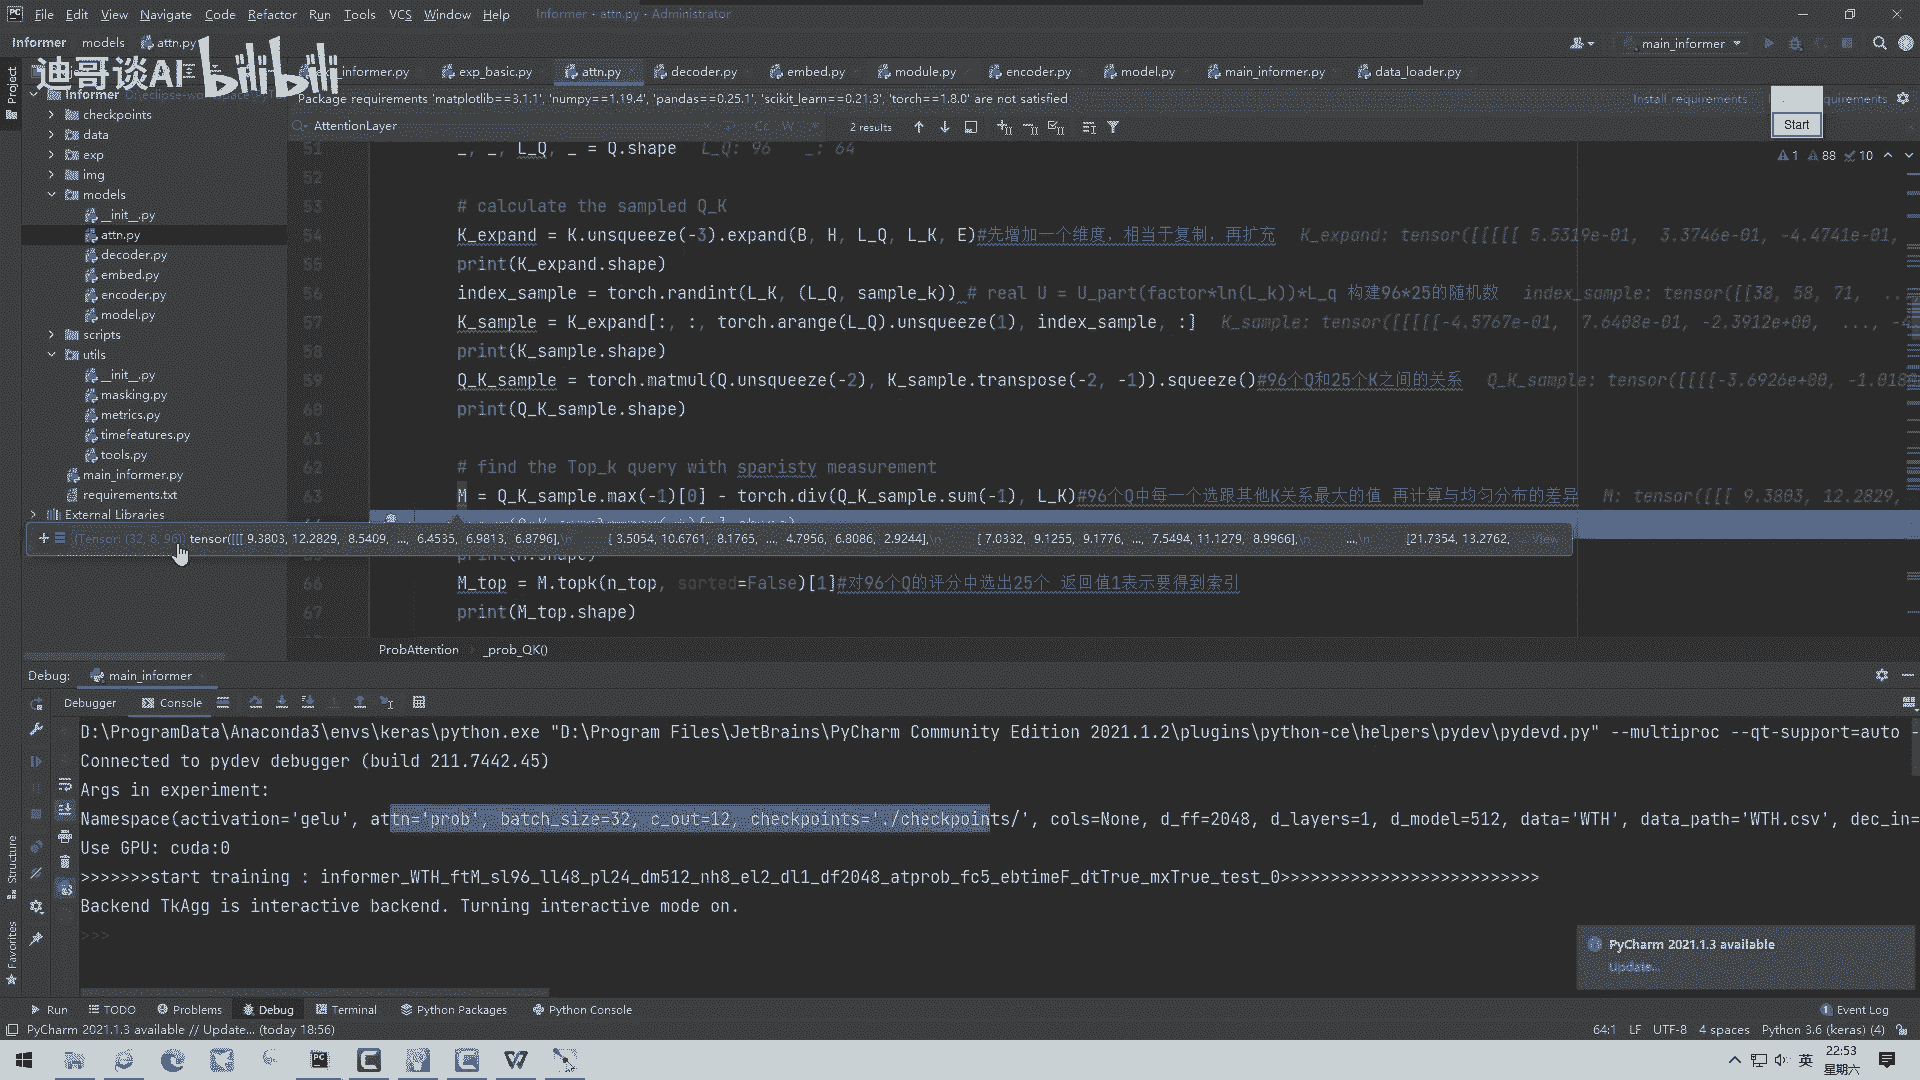 File Edit View Navigate Code Refactor Run Tools VCS Window Help Informer - attn.py - Administrator
Informer models attn.py main_informer
迪哥谈AI bilibili
informer.py exp_basic.py attn.py decoder.py embed.py module.py encoder.py model.py main_informer.py data_loader.py
Package requirements 'matplotlib==3.1.1', 'numpy==1.19.4', 'pandas==0.25.1', 'scikit_learn==0.21.3', 'torch==1.8.0' are not satisfied Install requirements
Start
AttentionLayer Cc W 2 results
1 88 10
Project
Informer
checkpoints
data
exp
img
models
__init__.py
attn.py
decoder.py
embed.py
encoder.py
model.py
scripts
utils
__init__.py
masking.py
metrics.py
timefeatures.py
tools.py
main_informer.py
requirements.txt
External Libraries
51 _, _, L_Q, _ = Q.shape L_Q: 96 _: 64
52
53 # calculate the sampled Q_K
54 K_expand = K.unsqueeze(-3).expand(B, H, L_Q, L_K, E)#先增加一个维度，相当于复制，再扩充 K_expand: tensor([[[[[ 5.5319e-01, 3.3746e-01, -4.4741e-01,
55 print(K_expand.shape)
56 index_sample = torch.randint(L_K, (L_Q, sample_k)) # real U = U_part(factor*ln(L_k))*L_q 构建96*25的随机数 index_sample: tensor([[38, 58, 71, ...,
57 K_sample = K_expand[:, :, torch.arange(L_Q).unsqueeze(1), index_sample, :] K_sample: tensor([[[[[-4.5767e-01, 7.6408e-01, -2.3912e+00, ..., -4
58 print(K_sample.shape)
59 Q_K_sample = torch.matmul(Q.unsqueeze(-2), K_sample.transpose(-2, -1)).squeeze()#96个Q和25个K之间的关系 Q_K_sample: tensor([[[[-3.6926e+00, -1.018
60 print(Q_K_sample.shape)
61
62 # find the Top_k query with sparisty measurement
63 M = Q_K_sample.max(-1)[0] - torch.div(Q_K_sample.sum(-1), L_K)#96个Q中每一个选跟其他K关系最大的值 再计算与均匀分布的差异 M: tensor([[[ 9.3803, 12.2829,
{Tensor: (32, 8, 96)} tensor([[[ 9.3803, 12.2829, 8.5409, ..., 6.4535, 6.9813, 6.8796],\n [ 3.5054, 10.6761, 8.1765, ..., 4.7956, 6.8086, 2.9244],\n [ 7.0332, 9.1255, 9.1776, ..., 7.5494, 11.1279, 8.9966],\n ...,\n [21.7354, 13.2762, ... View
66 M_top = M.topk(n_top, sorted=False)[1]#对96个Q的评分中选出25个 返回值1表示要得到索引
67 print(M_top.shape)
ProbAttention _prob_QK()
Debug: main_informer
Debugger Console
D:\ProgramData\Anaconda3\envs\keras\python.exe "D:\Program Files\JetBrains\PyCharm Community Edition 2021.1.2\plugins\python-ce\helpers\pydev\pydevd.py" --multiproc --qt-support=auto -
Connected to pydev debugger (build 211.7442.45)
Args in experiment:
Namespace(activation='gelu', attn='prob', batch_size=32, c_out=12, checkpoints='./checkpoints/', cols=None, d_ff=2048, d_layers=1, d_model=512, data='WTH', data_path='WTH.csv', dec_in=
Use GPU: cuda:0
>>>>>>>start training : informer_WTH_ftM_sl96_ll48_pl24_dm512_nh8_el2_dl1_df2048_atprob_fc5_ebtimeF_dtTrue_mxTrue_test_0>>>>>>>>>>>>>>>>>>>>>>>>>>
Backend TkAgg is interactive backend. Turning interactive mode on.
>>>
Structure
Favorites
PyCharm 2021.1.3 available
Update...
Run TODO Problems Debug Terminal Python Packages Python Console 1 Event Log
PyCharm 2021.1.3 available // Update... (today 18:56) 64:1 LF UTF-8 4 spaces Python 3.6 (keras) (4)
英 22:53
星期六